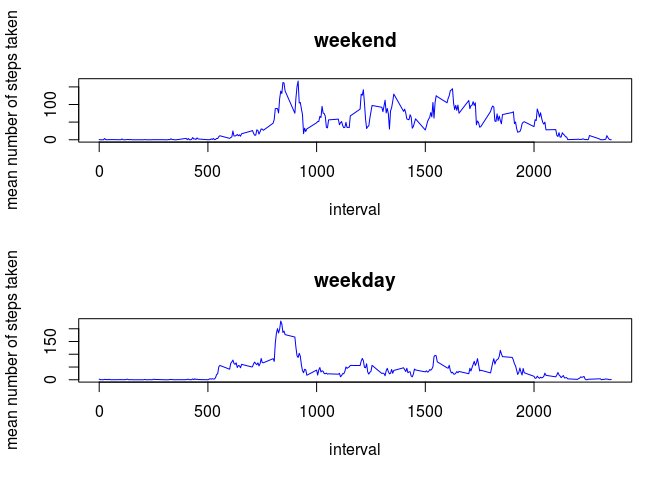 weekend
mean number of steps taken
100
0
0 500 1000 1500 2000
interval
weekday
mean number of steps taken
150
0
0 500 1000 1500 2000
interval